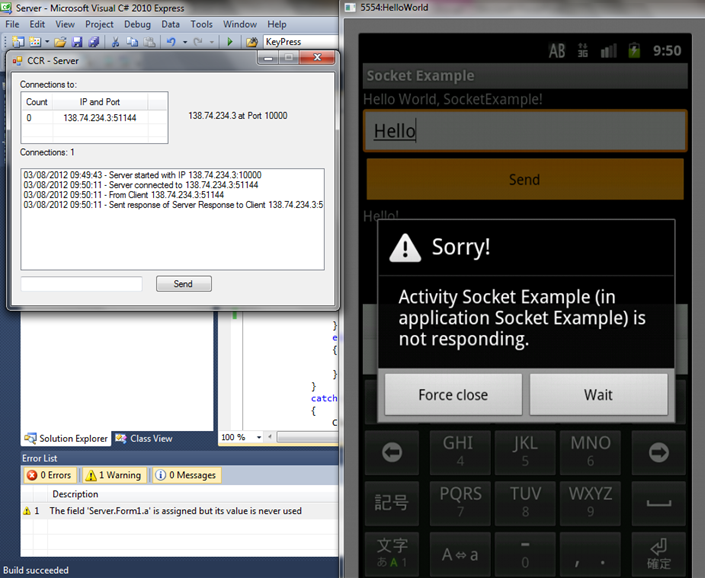 Server - Microsoft Visual C# 2010 Express
File Edit View Project Debug Data Tools Window Help
KeyPress
CCR - Server
Connections to:
Count IP and Port
0 138.74.234.3:51144
138.74.234.3 at Port 10000
Connections: 1
03/08/2012 09:49:43 - Server started with IP 138.74.234.3:10000
03/08/2012 09:50:11 - Server connected to 138.74.234.3:51144
03/08/2012 09:50:11 - From Client 138.74.234.3:51144
03/08/2012 09:50:11 - Sent response of Server Response to Client 138.74.234.3:5
Send
}
e
{
}
}
catch
{
C
100 %
Solution Explorer Class View
Error List
0 Errors 1 Warning 0 Messages
Description
1 The field 'Server.Form1.a' is assigned but its value is never used
Build succeeded
5554:HelloWorld
AB 3G 9:50
Socket Example
Hello World, SocketExample!
Hello
Send
Hello!
Sorry!
Activity Socket Example (in
application Socket Example) is
not responding.
Force close Wait
GHI JKL MNO
4 5 6
記号 PQRS TUV WXYZ
7 8 9
文字 A⇔a - . , 確定
あA1 0